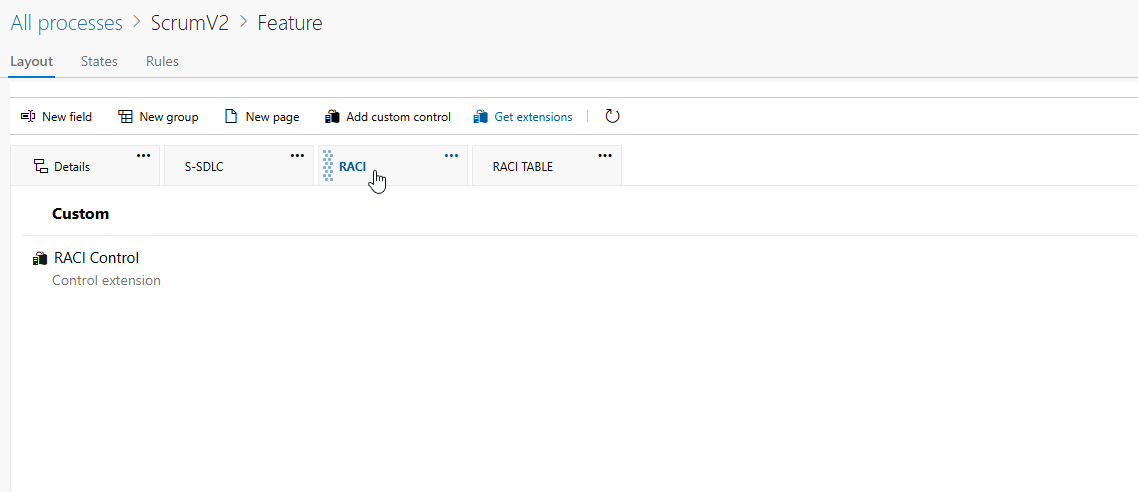 All processes > ScrumV2 > Feature
Layout States Rules
New field New group New page Add custom control Get extensions
Details ••• S-SDLC ••• RACI ••• RACI TABLE •••
Custom
RACI Control
Control extension